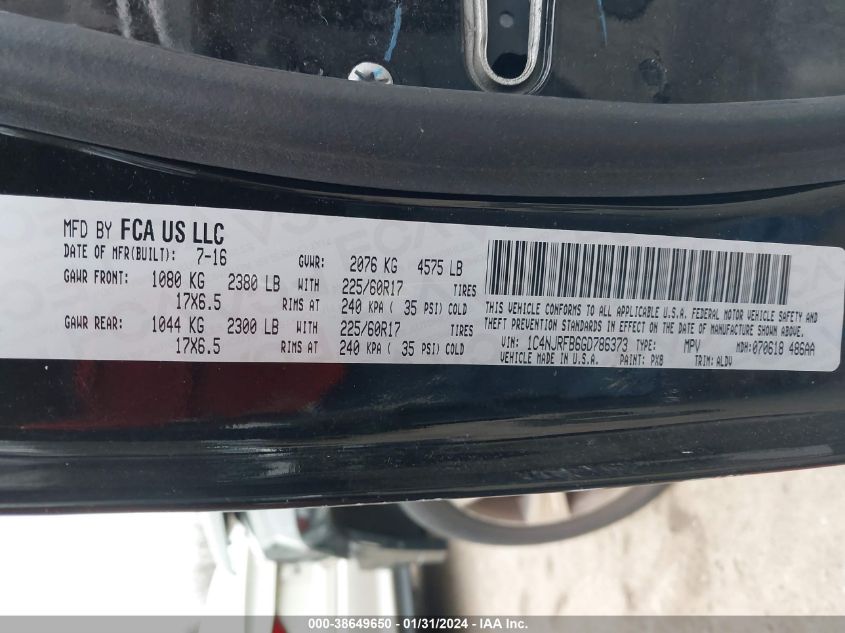 MFD BY FCA US LLC
DATE OF MFR(BUILT): 7-16 GVWR: 2076 KG 4575 LB
GAWR FRONT: 1080 KG 2380 LB WITH 225/60R17 TIRES
17X6.5 RIMS AT 240 KPA ( 35 PSI) COLD
GAWR REAR: 1044 KG 2300 LB WITH 225/60R17 TIRES
17X6.5 RIMS AT 240 KPA ( 35 PSI) COLD
THIS VEHICLE CONFORMS TO ALL APPLICABLE U.S.A. FEDERAL MOTOR VEHICLE SAFETY AND
THEFT PREVENTION STANDARDS IN EFFECT ON THE DATE OF MANUFACTURE SHOWN ABOVE.
VIN: 1C4NJRFB6GD786373 TYPE: MPV MDH: 070618 486AA
VEHICLE MADE IN U.S.A. PAINT: PX8 TRIM: ALDV
000-38649650 - 01/31/2024 - IAA Inc.